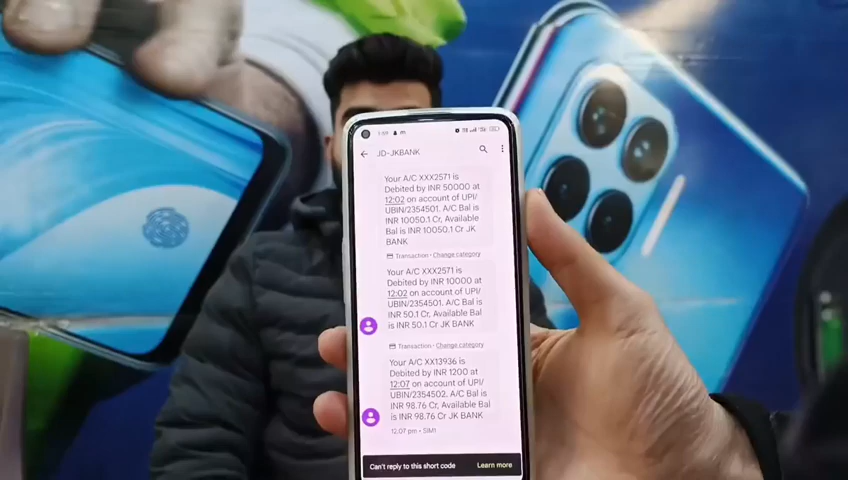 1:59
JD-JKBANK
Your A/C XXX2571 is
Debited by INR 50000 at
12:02 on account of UPI/
UBIN/2354501. A/C Bal is
INR 10050.1 Cr, Available
Bal is INR 10050.1 Cr JK
BANK
Transaction • Change category
Your A/C XXX2571 is
Debited by INR 10000 at
12:02 on account of UPI/
UBIN/2354501. A/C Bal is
INR 50.1 Cr, Available Bal
is INR 50.1 Cr JK BANK
Transaction • Change category
Your A/C XX13936 is
Debited by INR 1200 at
12:07 on account of UPI/
UBIN/2354502. A/C Bal is
INR 98.76 Cr, Available Bal
is INR 98.76 Cr JK BANK
12:07 pm • SIM1
Can't reply to this short code Learn more